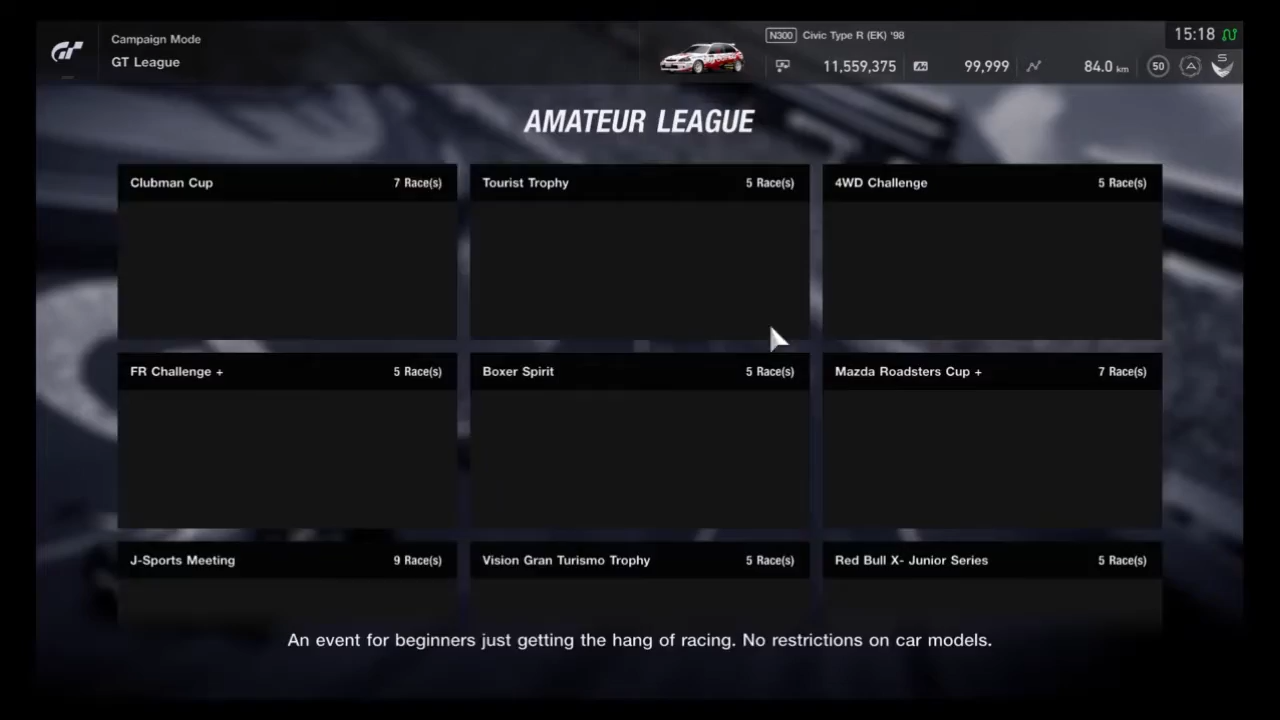 Campaign Mode
GT League
N300 Civic Type R (EK) '98
11,559,375 99,999 84.0 km 50 A S
15:18
AMATEUR LEAGUE
Clubman Cup 7 Race(s)
Tourist Trophy 5 Race(s)
4WD Challenge 5 Race(s)
FR Challenge + 5 Race(s)
Boxer Spirit 5 Race(s)
Mazda Roadsters Cup + 7 Race(s)
J-Sports Meeting 9 Race(s)
Vision Gran Turismo Trophy 5 Race(s)
Red Bull X- Junior Series 5 Race(s)
An event for beginners just getting the hang of racing. No restrictions on car models.